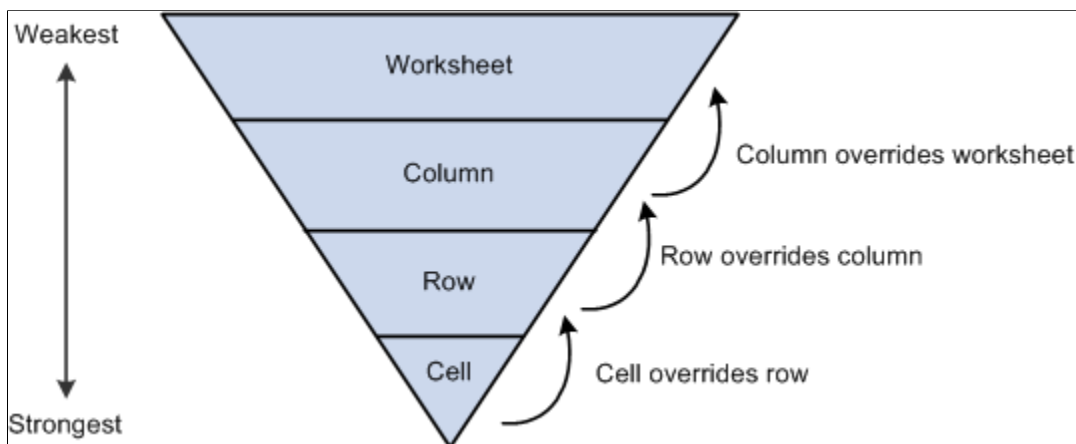 Weakest
Worksheet
Column overrides worksheet
Column
Row overrides column
Row
Cell overrides row
Cell
Strongest